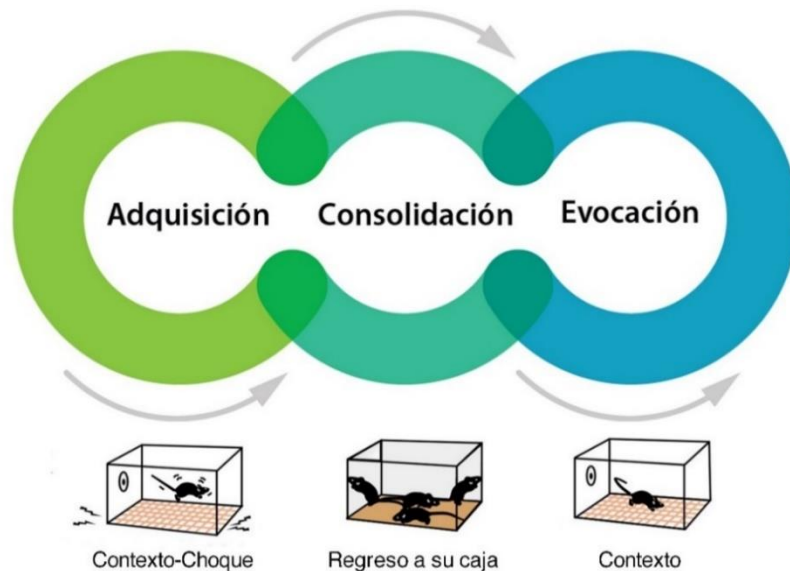 Adquisición
Consolidación
Evocación
Contexto-Choque
Regreso a su caja
Contexto